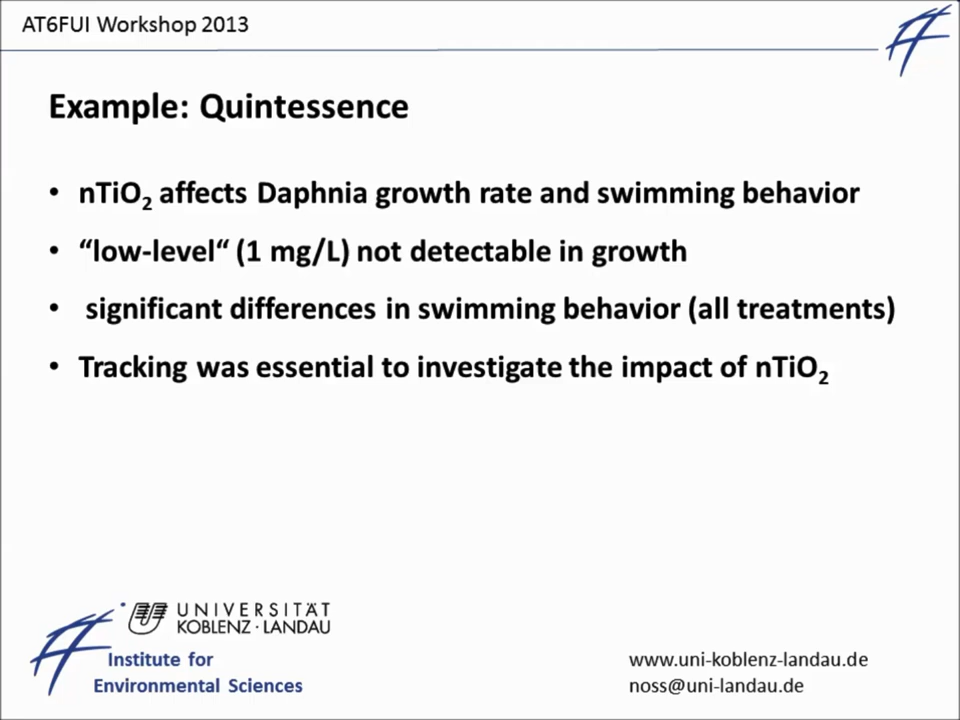 AT6FUI Workshop 2013
Example: Quintessence
• nTiO₂ affects Daphnia growth rate and swimming behavior
• “low-level“ (1 mg/L) not detectable in growth
• significant differences in swimming behavior (all treatments)
• Tracking was essential to investigate the impact of nTiO₂
UNIVERSITÄT
KOBLENZ · LANDAU
Institute for
Environmental Sciences
www.uni-koblenz-landau.de
noss@uni-landau.de